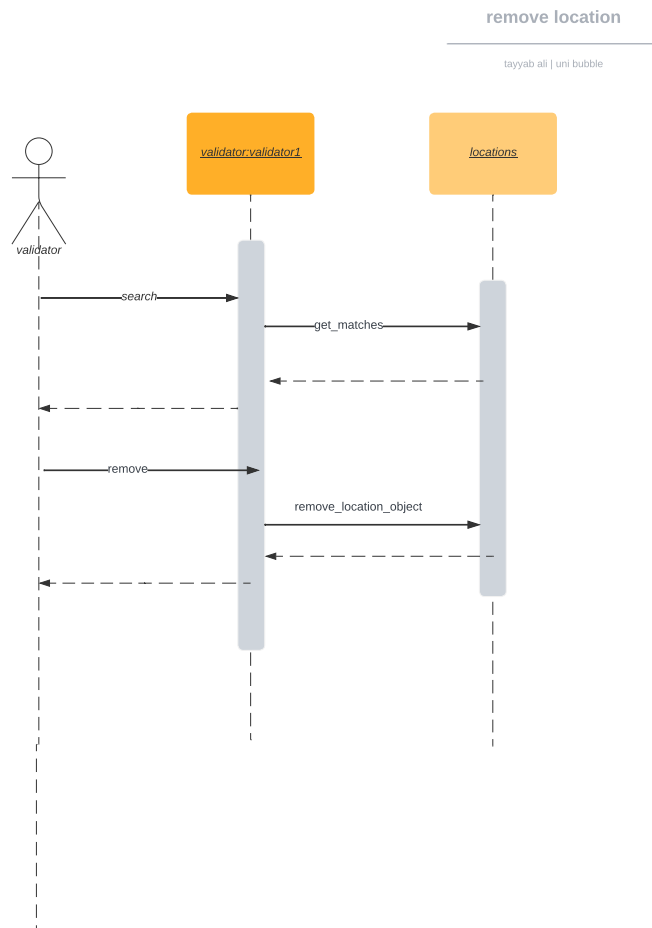 remove location
tayyab ali | uni bubble
validator:validator1
locations
validator
search
get_matches
remove
remove_location_object